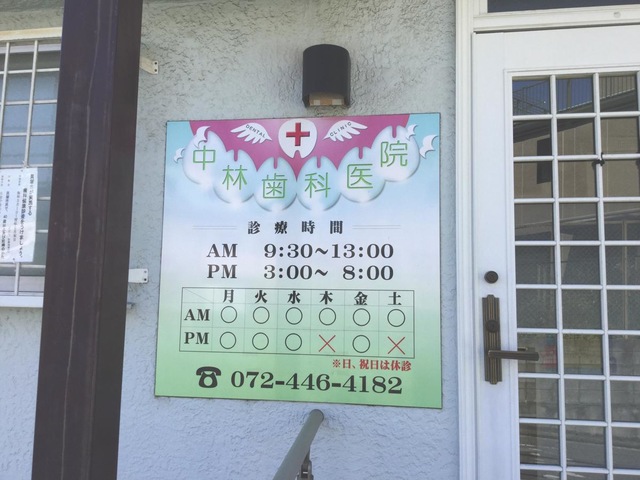 DENTAL CLINIC
中林歯科医院
診療時間
AM 9:30～13:00
PM 3:00～ 8:00
月 火 水 木 金 土
AM ○ ○ ○ ○ ○ ○
PM ○ ○ ○ × ○ ×
※日、祝日は休診
☎ 072-446-4182